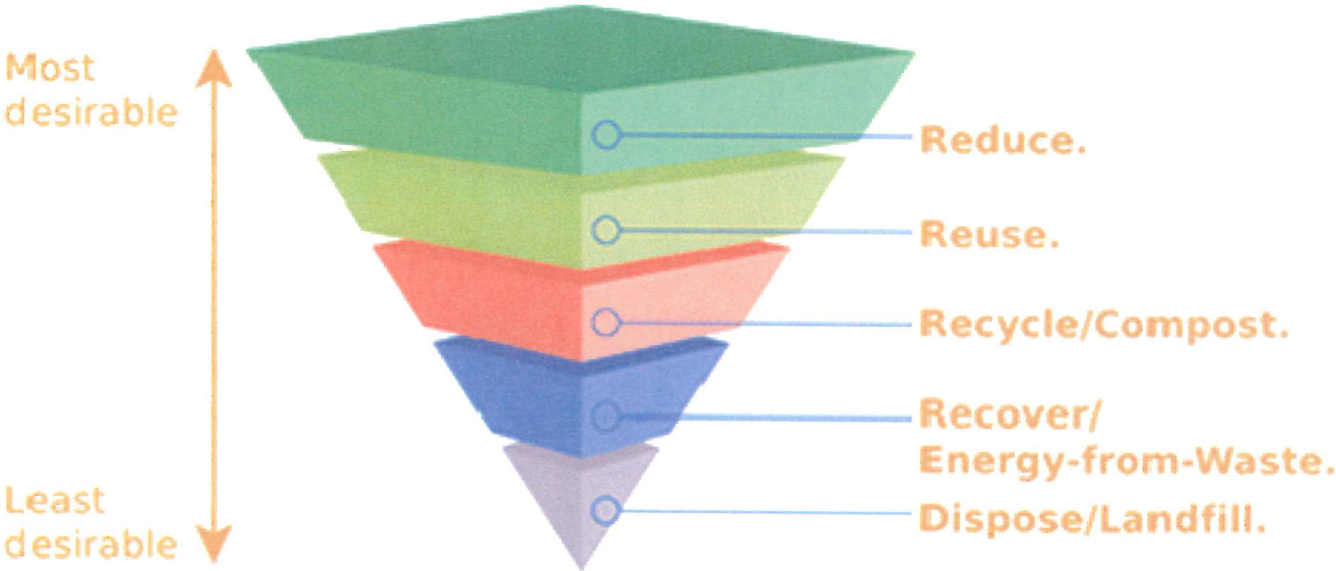 Most
desirable
Reduce.
Reuse.
Recycle/Compost.
Recover/
Energy-from-Waste.
Least
desirable
Dispose/Landfill.